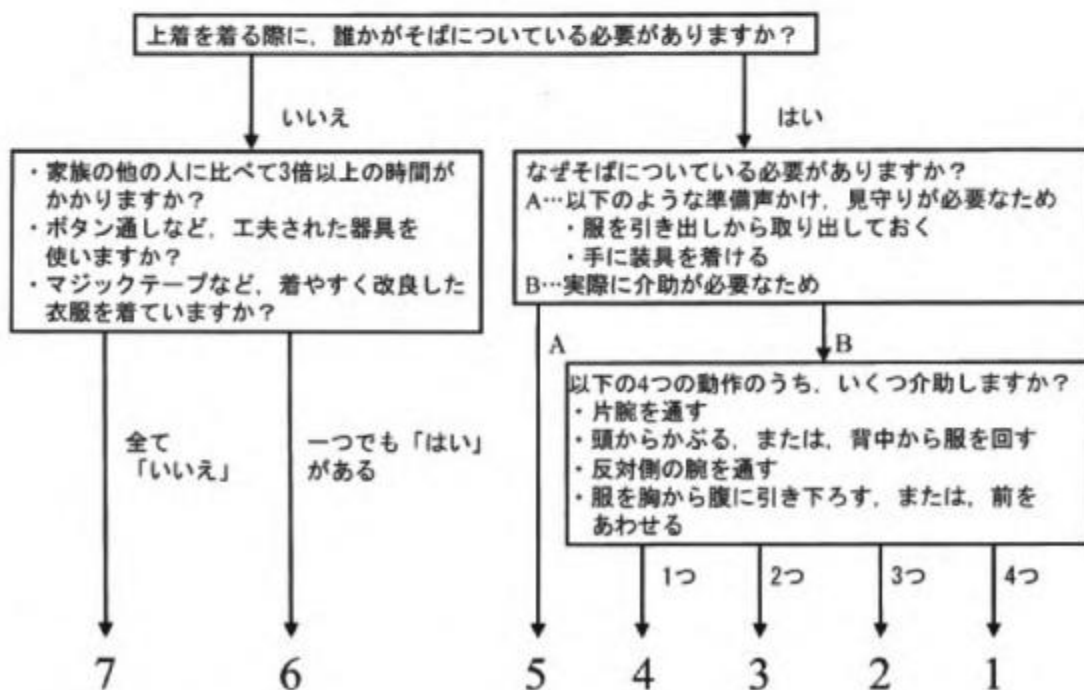 上着を着る際に，誰かがそばについている必要がありますか？
いいえ
はい
・家族の他の人に比べて3倍以上の時間が
かかりますか？
・ボタン通しなど，工夫された器具を
使いますか？
・マジックテープなど，着やすく改良した
衣服を着ていますか？
なぜそばについている必要がありますか？
A…以下のような準備声かけ，見守りが必要なため
・服を引き出しから取り出しておく
・手に装具を着ける
B…実際に介助が必要なため
A
B
以下の4つの動作のうち，いくつ介助しますか？
・片腕を通す
・頭からかぶる，または，背中から服を回す
・反対側の腕を通す
・服を胸から腹に引き下ろす，または，前を
あわせる
全て
「いいえ」
一つでも「はい」
がある
1つ
2つ
3つ
4つ
7
6
5
4
3
2
1